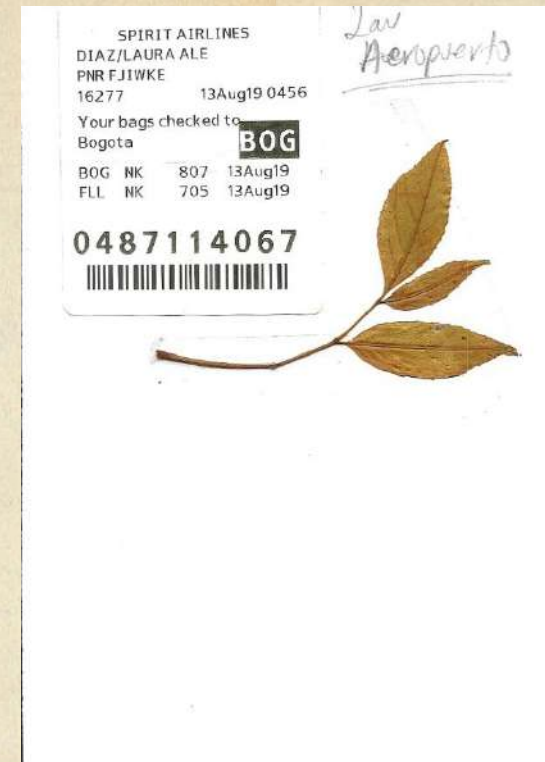 SPIRIT AIRLINES
DIAZ/LAURA ALE
PNR FJIWKE
16277 13Aug19 0456
Your bags checked to
Bogota BOG
BOG NK 807 13Aug19
FLL NK 705 13Aug19
0487114067
Aeropuerto